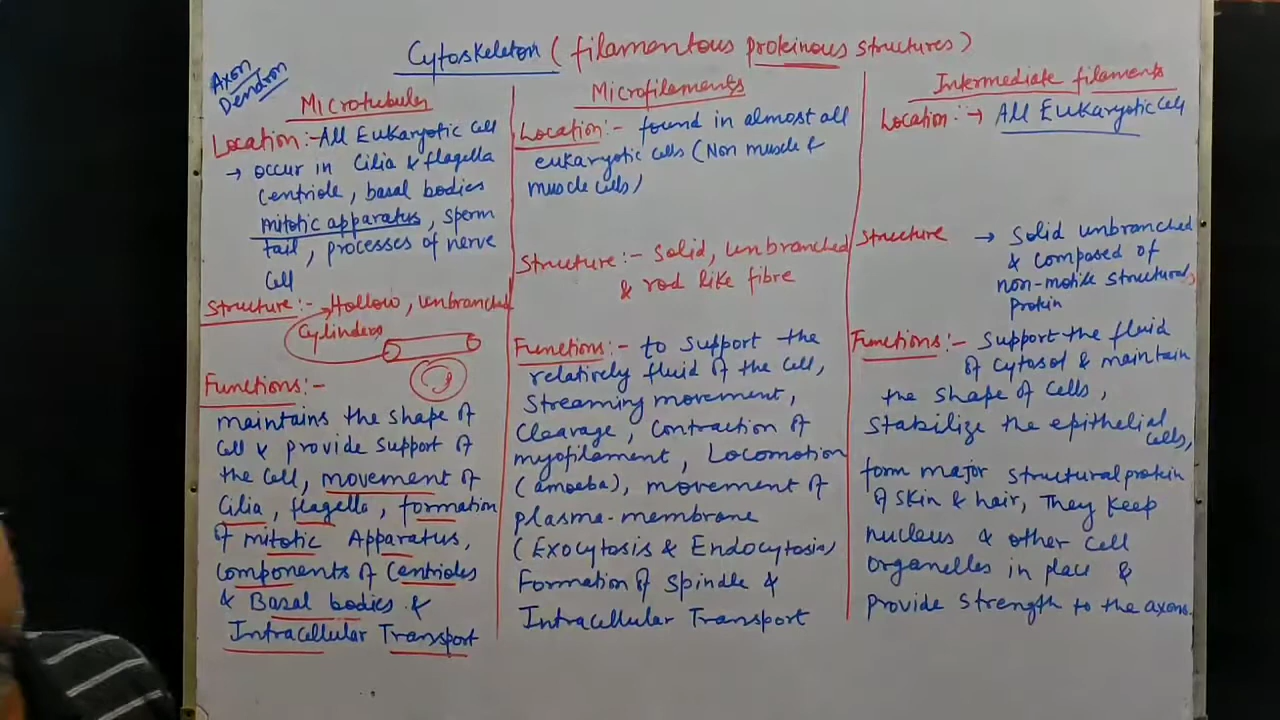 Cytoskeleton (filamentous proteinous structures)
Axon
Dendron
Microtubules
Location:- All Eukaryotic Cell
→ occur in Cilia & flagella
Centriole, basal bodies
mitotic apparatus, sperm
tail, processes of nerve
Cell
Structure:- Hollow, unbranched
Cylinders
Functions:-
maintains the shape of
Cell & provide support of
the Cell, movement of
Cilia, flagella, formation
of mitotic Apparatus,
Components of Centrioles
& Basal bodies &
Intracellular Transport
Microfilaments
Location:- found in almost all
eukaryotic cells (Non muscle &
muscle cells)
Structure:- Solid, unbranched
& rod like fibre
Functions:- to support the
relatively fluid of the Cell,
Streaming movement,
Cleavage, Contraction of
myofilament, Locomotion
(amoeba), movement of
plasma-membrane
(Exocytosis & Endocytosis)
Formation of Spindle &
Intracellular Transport
Intermediate filaments
Location:- → All Eukaryotic Cell
Structure → Solid unbranched
& composed of
non-motile structural
protein
Functions:- Support the fluid
of Cytosol & maintain
the shape of Cells,
Stabilize the epithelial
Cells,
form major structural protein
of skin & hair, They keep
nucleus & other cell
organelles in place &
provide strength to the axons